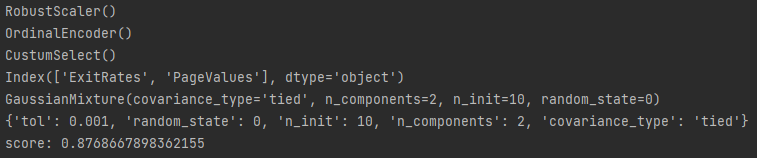 RobustScaler()
OrdinalEncoder()
CustumSelect()
Index(['ExitRates', 'PageValues'], dtype='object')
GaussianMixture(covariance_type='tied', n_components=2, n_init=10, random_state=0)
{'tol': 0.001, 'random_state': 0, 'n_init': 10, 'n_components': 2, 'covariance_type': 'tied'}
score: 0.8768667898362155